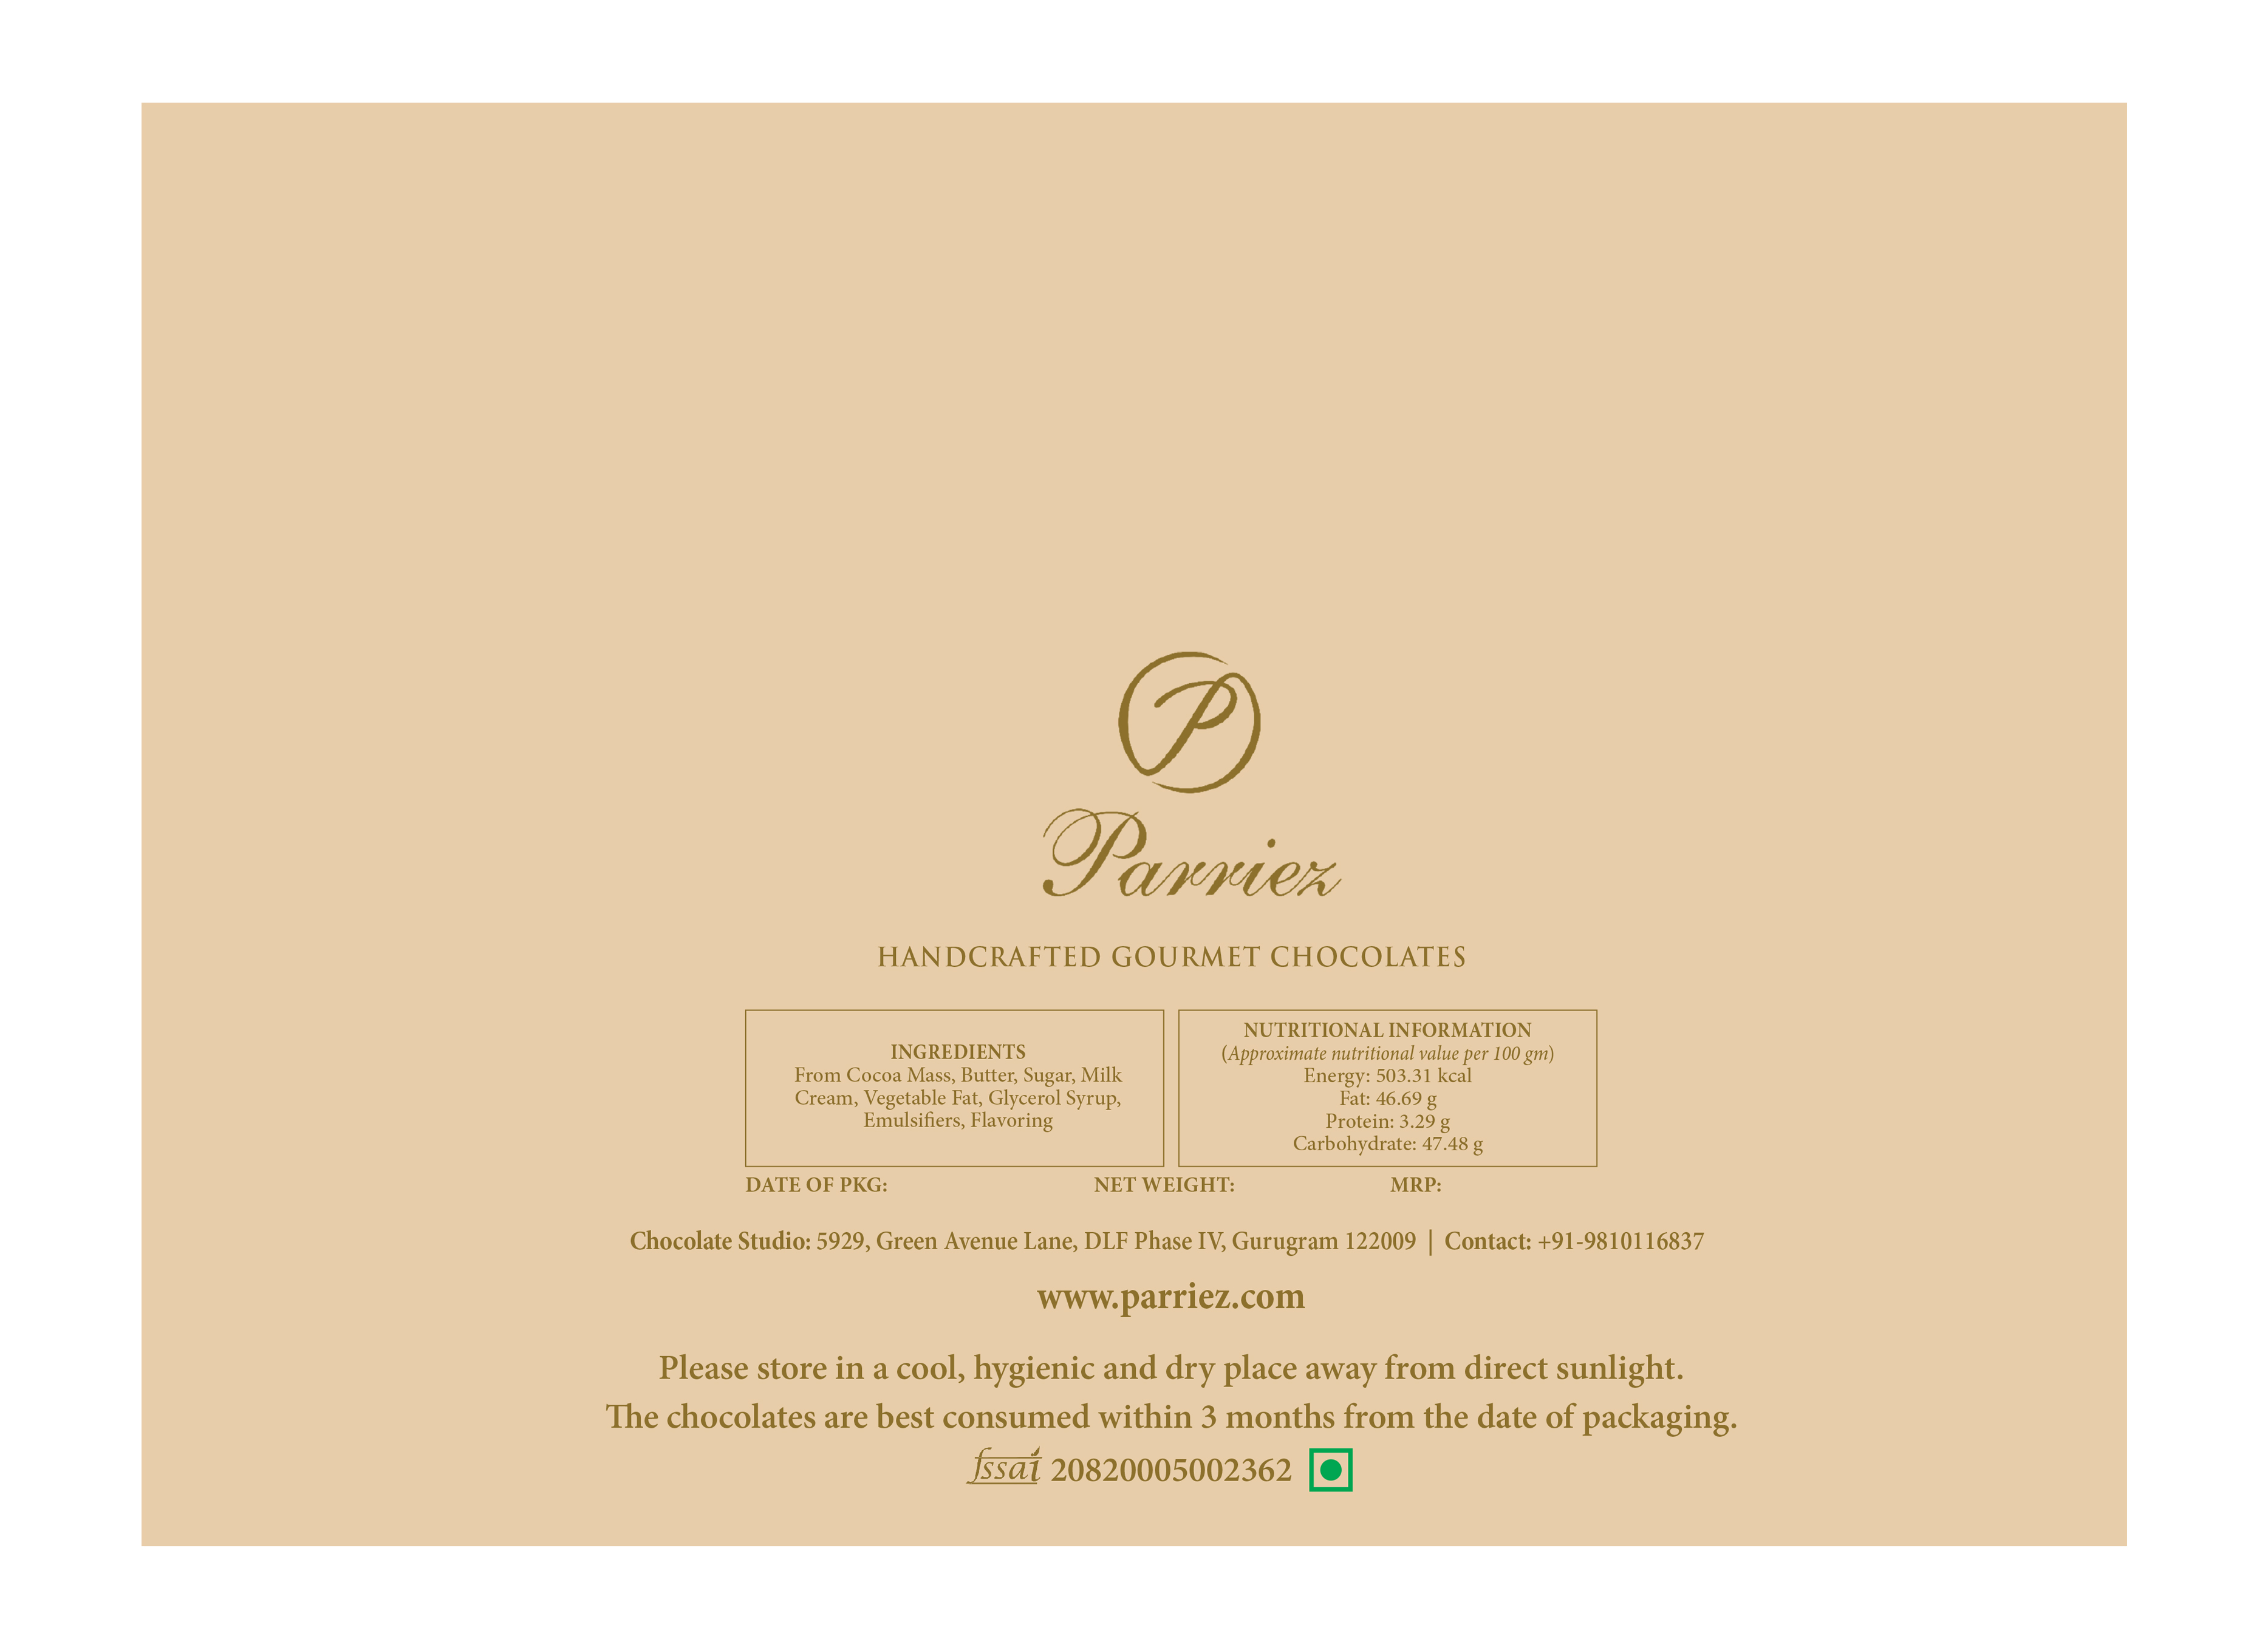 P
Parriez
HANDCRAFTED GOURMET CHOCOLATES
INGREDIENTS
From Cocoa Mass, Butter, Sugar, Milk
Cream, Vegetable Fat, Glycerol Syrup,
Emulsifiers, Flavoring
NUTRITIONAL INFORMATION
(Approximate nutritional value per 100 gm)
Energy: 503.31 kcal
Fat: 46.69 g
Protein: 3.29 g
Carbohydrate: 47.48 g
DATE OF PKG: NET WEIGHT: MRP:
Chocolate Studio: 5929, Green Avenue Lane, DLF Phase IV, Gurugram 122009 | Contact: +91-9810116837
www.parriez.com
Please store in a cool, hygienic and dry place away from direct sunlight.
The chocolates are best consumed within 3 months from the date of packaging.
fssai 20820005002362